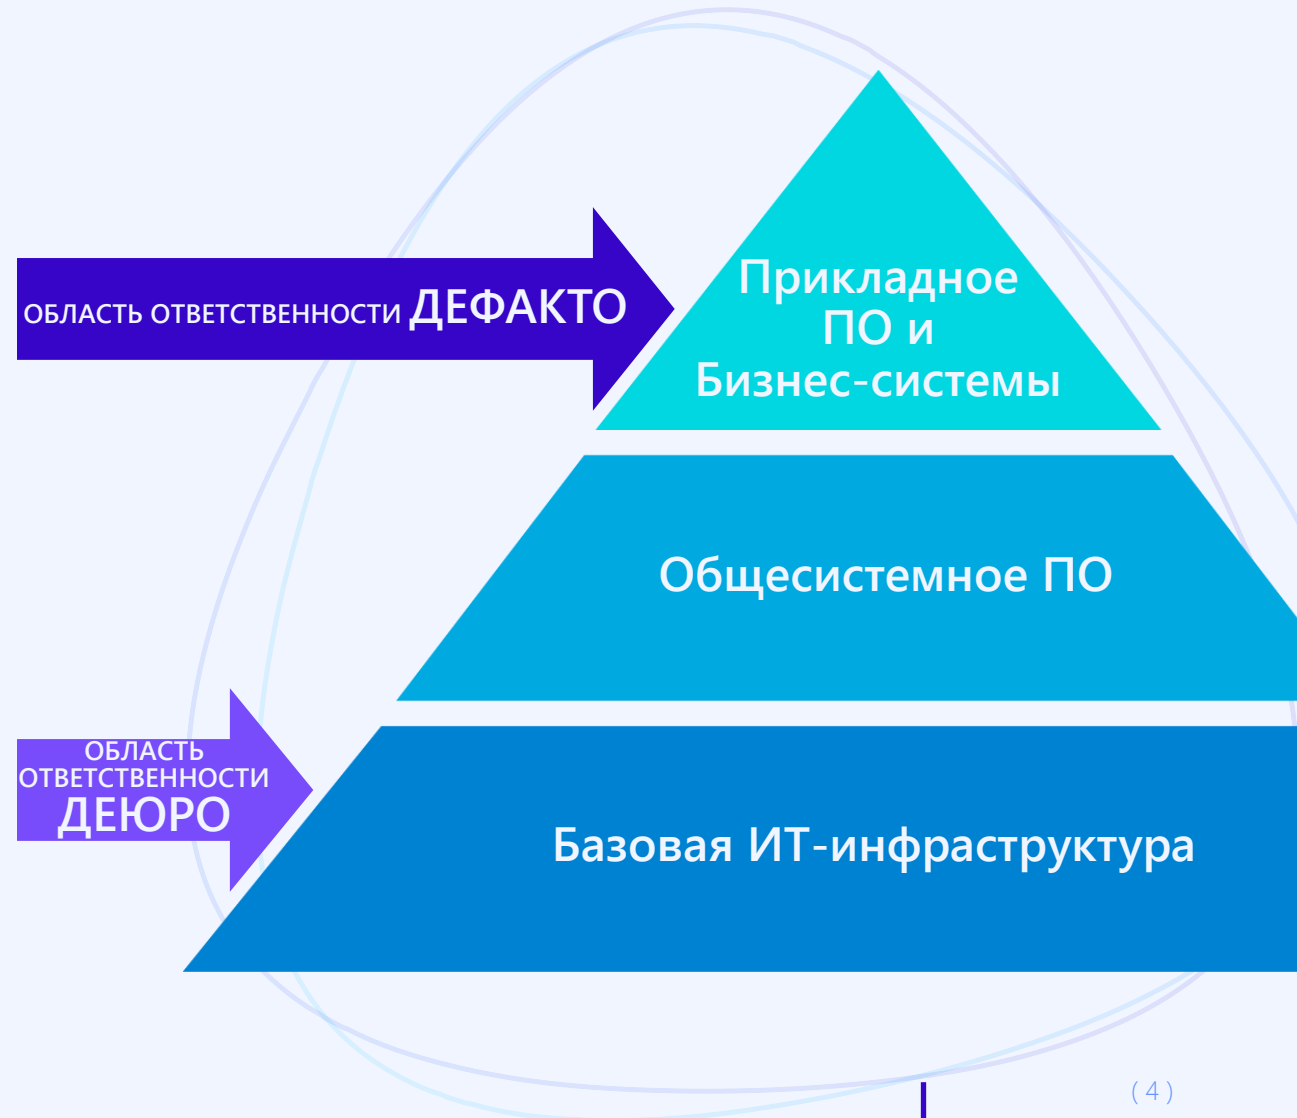 Прикладное
ПО и
Бизнес-системы
ОБЛАСТЬ ОТВЕТСТВЕННОСТИ ДЕФАКТО
Общесистемное ПО
ОБЛАСТЬ
ОТВЕТСТВЕННОСТИ
ДЕЮРО
Базовая ИТ-инфраструктура
(4)